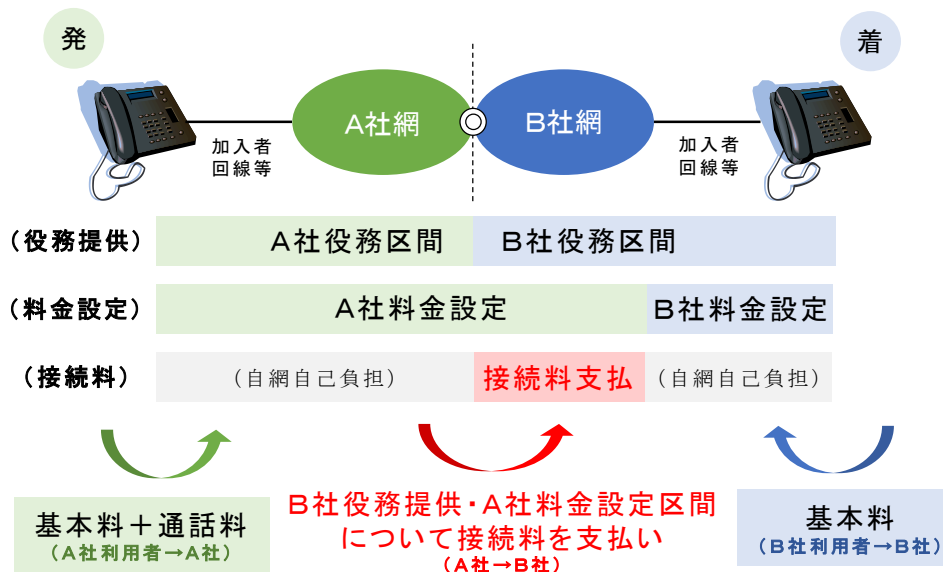 発
着
A社網
B社網
加入者
回線等
加入者
回線等
(役務提供)
A社役務区間
B社役務区間
(料金設定)
A社料金設定
B社料金設定
(接続料)
(自網自己負担)
接続料支払
(自網自己負担)
基本料+通話料
(A社利用者→A社)
B社役務提供・A社料金設定区間
について接続料を支払い
(A社→B社)
基本料
(B社利用者→B社)